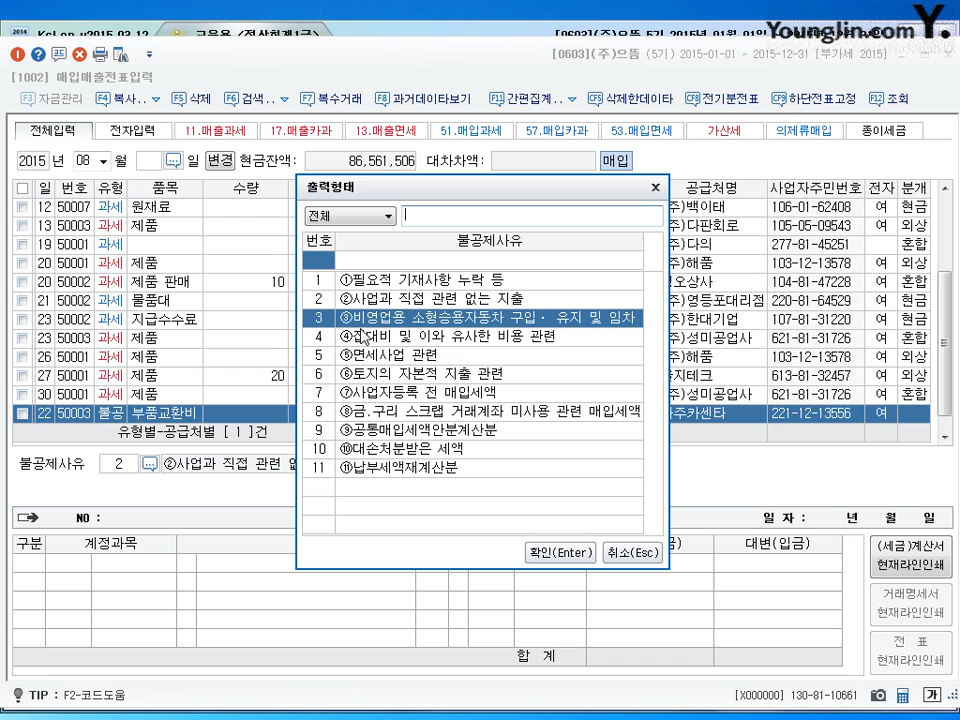 Younglin.com Y.
[0603](주)으뜸 (5기) 2015-01-01 ~ 2015-12-31 [부가세 2015]
[1002] 매입매출전표입력
F3 자금관리 F4 복사.. F5 삭제 F6 검색.. F7 복수거래 F8 과거데이타보기 F11 간편집계.. CF5 삭제한데이타 CF8 전기분전표 CF9 하단전표고정 F12 조회
전체입력 전자입력 11.매출과세 17.매출카과 13.매출면세 51.매입과세 57.매입카과 53.매입면세 가산세 의제류매입 종이세금
2015 년 08 월 일 변경 현금잔액: 86,561,506 대차차액: 매입
일 번호 유형 품목 수량 공급처명 사업자주민번호 전자 분개
12 50007 과세 원재료 주)백이태 106-01-62408 여 현금
13 50003 과세 제품 주)다판회로 105-05-09543 여 외상
19 50001 과세 주)다의 277-81-45251 혼합
20 50001 과세 제품 주)해품 103-12-13578 여 외상
20 50002 과세 제품 판매 10 오상사 104-81-47228 여 혼합
21 50002 과세 물품대 주)영등포대리점 220-81-64529 여 현금
23 50002 과세 지급수수료 주)한대기업 107-81-31220 여 현금
23 50003 과세 제품 주)성미공업사 621-81-31726 여 혼합
26 50001 과세 제품 주)해품 103-12-13578 여 외상
27 50001 과세 제품 20 지테크 613-81-32457 여 외상
30 50001 과세 제품 주)성미공업사 621-81-31726 여 혼합
22 50003 불공 부품교환비 주카센타 221-12-13556 여
유형별-공급처별 [ 1 ]건
불공제사유 2 ②사업과 직접 관련 없
출력형태
전체
번호 불공제사유
1 ①필요적 기재사항 누락 등
2 ②사업과 직접 관련 없는 지출
3 ③비영업용 소형승용자동차 구입· 유지 및 임차
4 ④접대비 및 이와 유사한 비용 관련
5 ⑤면세사업 관련
6 ⑥토지의 자본적 지출 관련
7 ⑦사업자등록 전 매입세액
8 ⑧금.구리 스크랩 거래계좌 미사용 관련 매입세액
9 ⑨공통매입세액안분계산분
10 ⑩대손처분받은 세액
11 ⑪납부세액재계산분
확인(Enter) 취소(Esc)
NO : 일 자 : 년 월 일
구분 계정과목 금) 대변(입금)
(세금)계산서
현재라인인쇄
거래명세서
현재라인인쇄
전 표
현재라인인쇄
합 계
TIP : F2-코드도움 [X000000] 130-81-10661 가